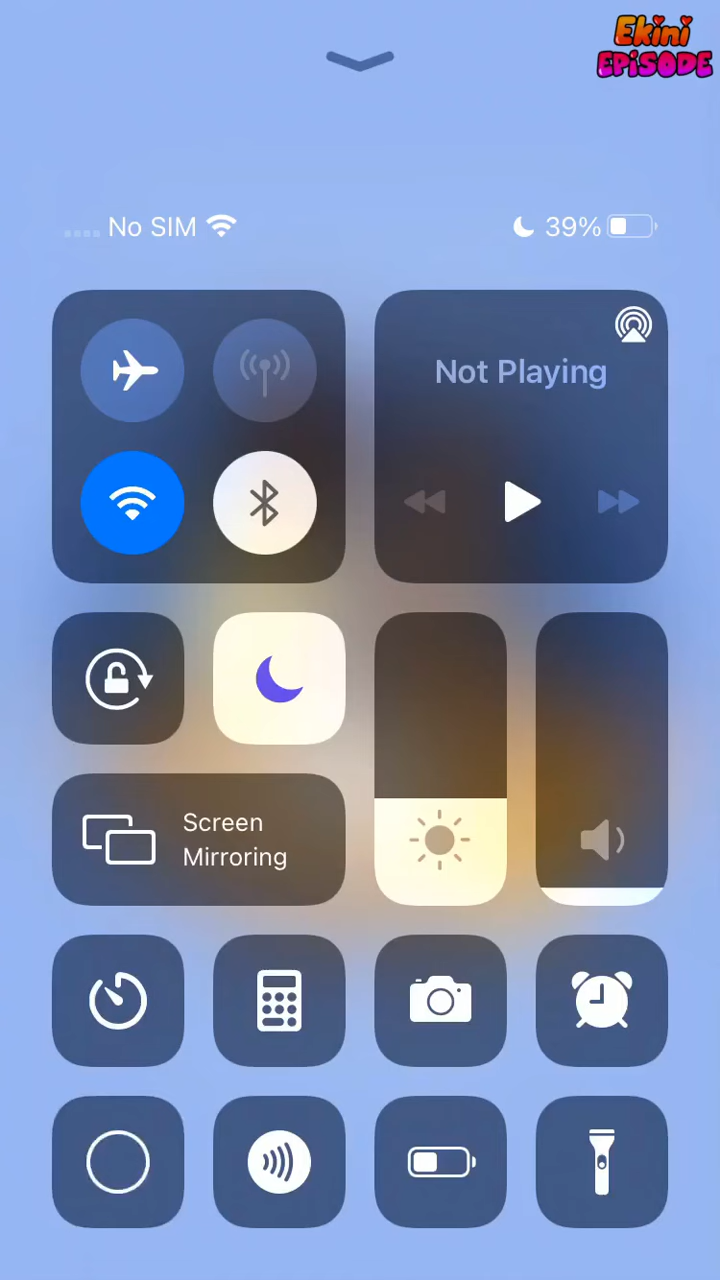 Ekini
EPiSODE
No SIM
39%
Not Playing
Screen
Mirroring